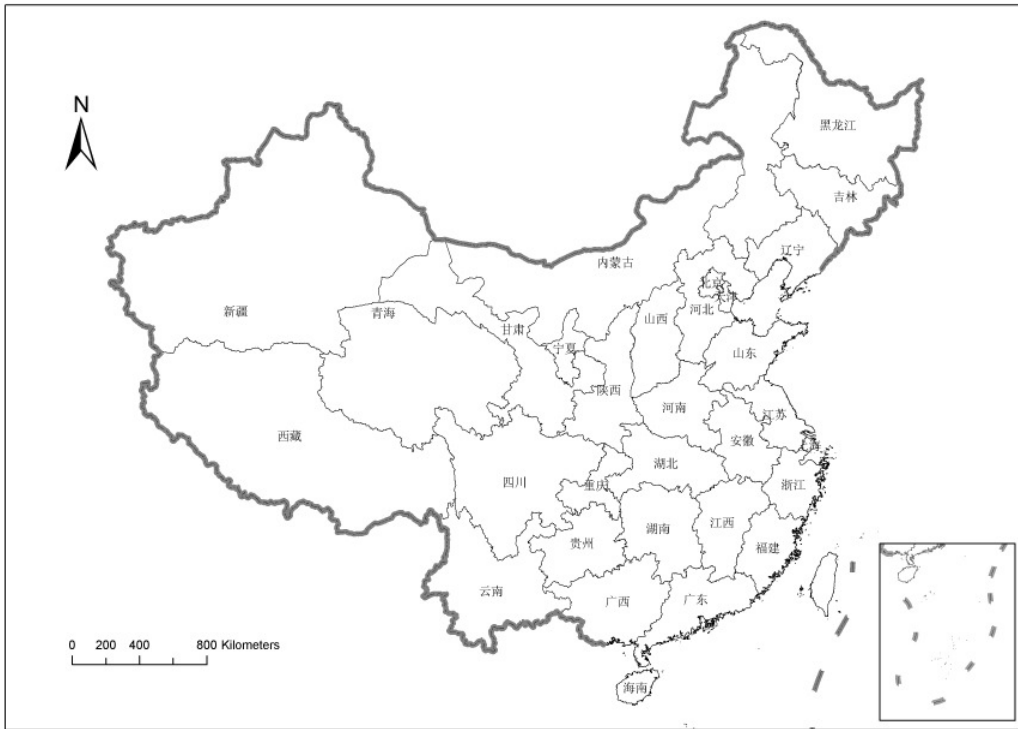 N
黑龙江
吉林
辽宁
内蒙古
北京
天津
河北
新疆
青海
甘肃
山西
宁夏
山东
陕西
河南
江苏
西藏
安徽
上海
湖北
四川
重庆
浙江
江西
湖南
贵州
福建
云南
广西
广东
海南
0 200 400 800 Kilometers